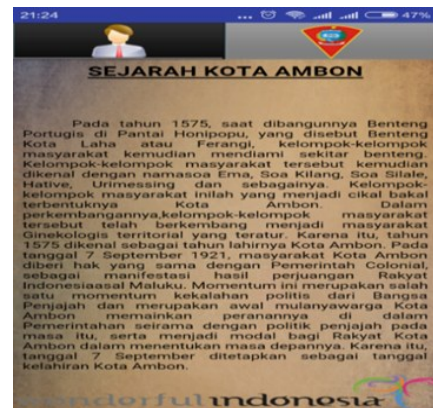 21:24 ... 47%
SEJARAH KOTA AMBON
Pada tahun 1575, saat dibangunnya Benteng
Portugis di Pantai Honipopu, yang disebut Benteng
Kota Laha atau Ferangi, kelompok-kelompok
masyarakat kemudian mendiami sekitar benteng.
Kelompok-kelompok masyarakat tersebut kemudian
dikenal dengan namasoa Ema, Soa Kilang, Soa Silale,
Hative, Urimessing dan sebagainya. Kelompok-
kelompok masyarakat inilah yang menjadi cikal bakal
terbentuknya Kota Ambon. Dalam
perkembangannya,kelompok-kelompok masyarakat
tersebut telah berkembang menjadi masyarakat
Ginekologis territorial yang teratur. Karena itu, tahun
1575 dikenal sebagai tahun lahirnya Kota Ambon. Pada
tanggal 7 September 1921, masyarakat Kota Ambon
diberi hak yang sama dengan Pemerintah Colonial,
sebagai manifestasi hasil perjuangan Rakyat
Indonesiaasal Maluku. Momentum ini merupakan salah
satu momentum kekalahan politis dari Bangsa
Penjajah dan merupakan awal mulanyawarga Kota
Ambon memainkan peranannya di dalam
Pemerintahan seirama dengan politik penjajah pada
masa itu, serta menjadi modal bagi Rakyat Kota
Ambon dalam menentukan masa depannya. Karena itu,
tanggal 7 September ditetapkan sebagai tanggal
kelahiran Kota Ambon.
wonderful indonesia